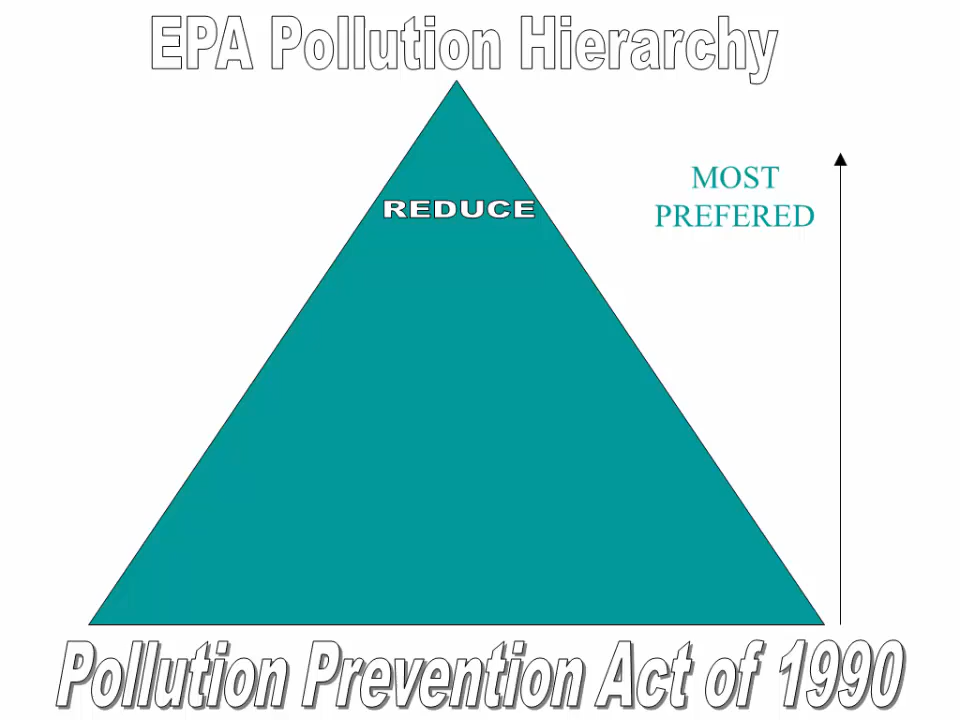 EPA Pollution Hierarchy
REDUCE
MOST
PREFERED
Pollution Prevention Act of 1990